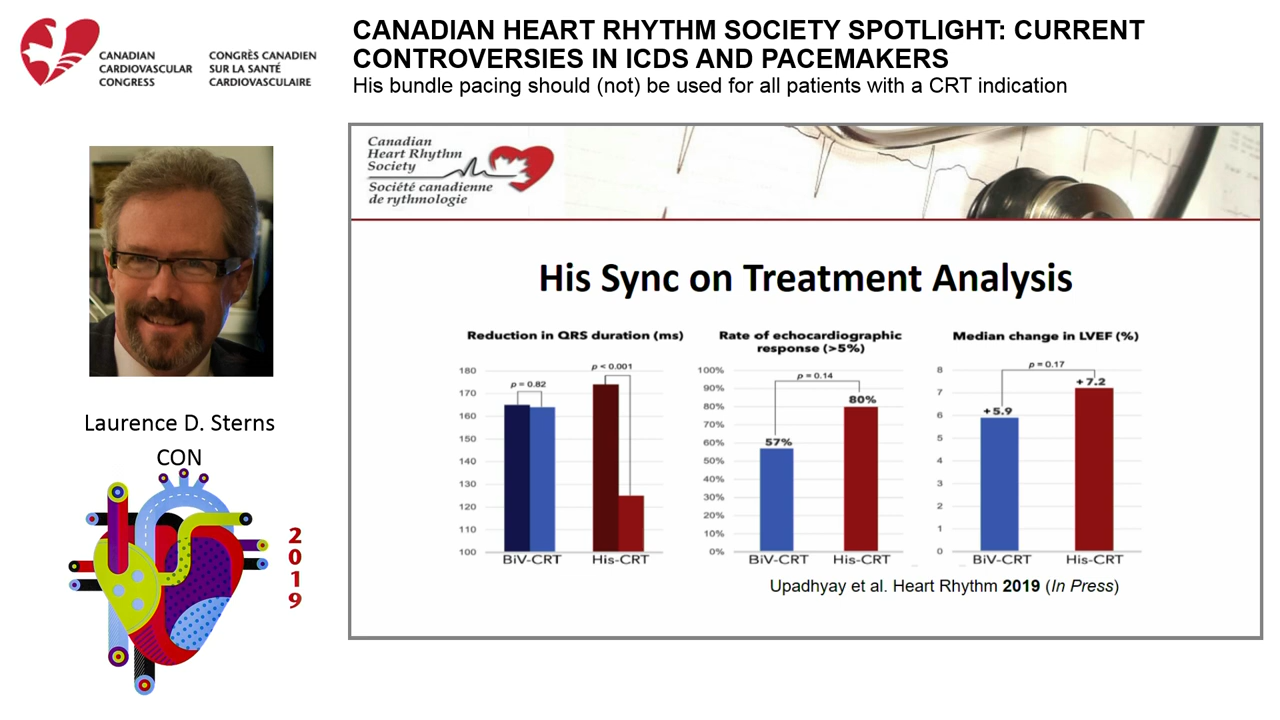 CANADIAN
CARDIOVASCULAR
CONGRESS
CONGRÈS CANADIEN
SUR LA SANTÉ
CARDIOVASCULAIRE
CANADIAN HEART RHYTHM SOCIETY SPOTLIGHT: CURRENT
CONTROVERSIES IN ICDS AND PACEMAKERS
His bundle pacing should (not) be used for all patients with a CRT indication
Laurence D. Sterns
CON
2019
Canadian
Heart Rhythm
Society
Société canadienne
de rythmologie
His Sync on Treatment Analysis
Reduction in QRS duration (ms)
180
170
160
150
140
130
120
110
100
p = 0.82
p < 0.001
BiV-CRT
His-CRT
Rate of echocardiographic
response (>5%)
100%
90%
80%
70%
60%
50%
40%
30%
20%
10%
0%
p = 0.14
57%
80%
BiV-CRT
His-CRT
Median change in LVEF (%)
8
7
6
5
4
3
2
1
0
p = 0.17
+5.9
+7.2
BiV-CRT
His-CRT
Upadhyay et al. Heart Rhythm 2019 (In Press)